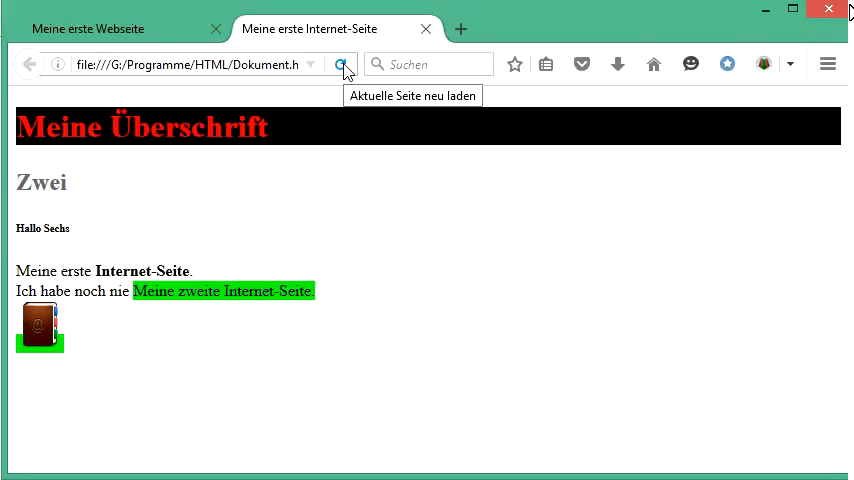 Meine erste Webseite
Meine erste Internet-Seite
file:///G:/Programme/HTML/Dokument.h
Suchen
Aktuelle Seite neu laden
Meine Überschrift
Zwei
Hallo Sechs
Meine erste Internet-Seite.
Ich habe noch nie Meine zweite Internet-Seite.
@